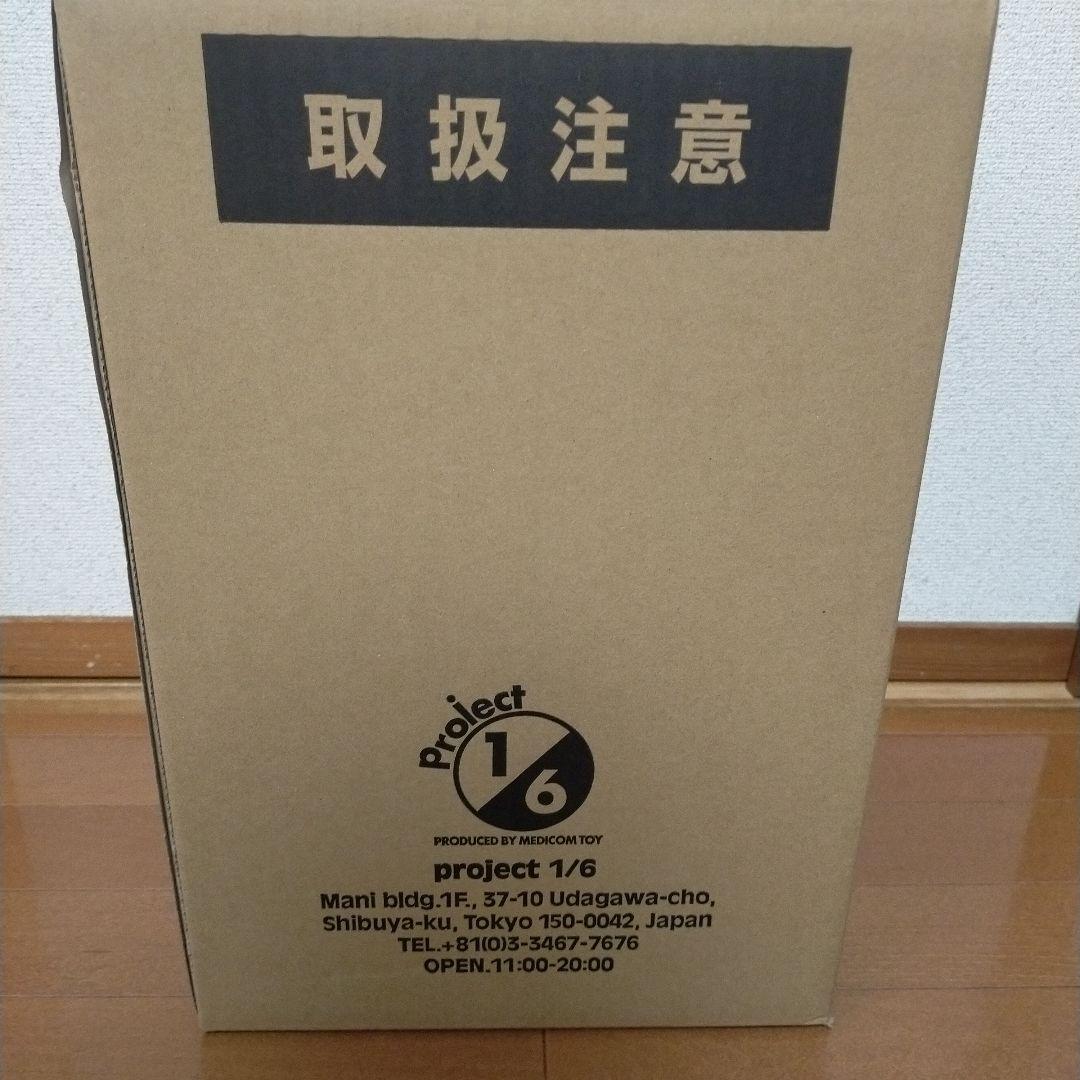 取扱注意
project
1/6
PRODUCED BY MEDICOM TOY
project 1/6
Mani bldg.1F., 37-10 Udagawa-cho,
Shibuya-ku, Tokyo 150-0042, Japan
TEL.+81(0)3-3467-7676
OPEN.11:00-20:00